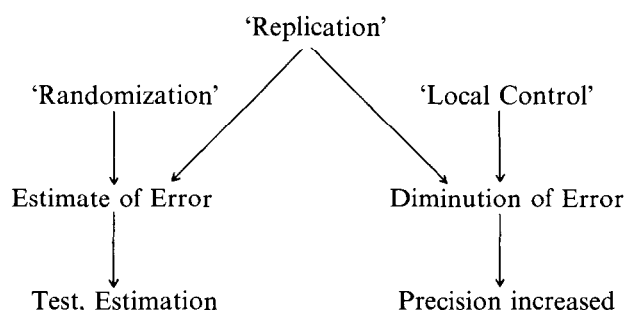 ‘Replication’
‘Randomization’ ‘Local Control’
Estimate of Error Diminution of Error
Test. Estimation Precision increased